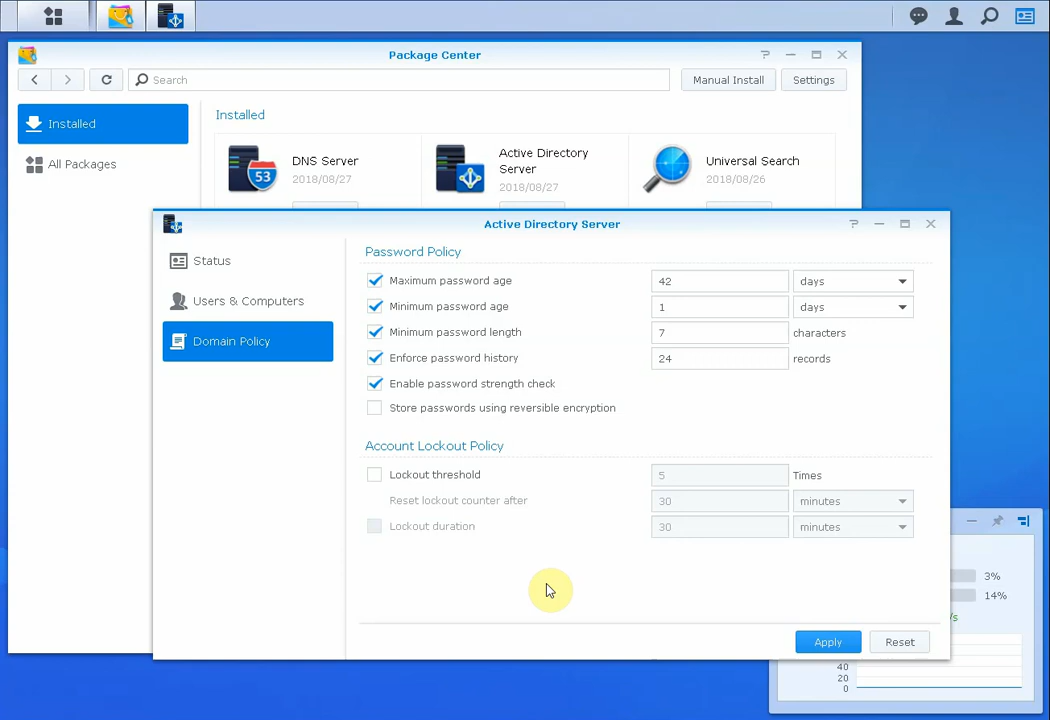 Package Center
Search
Manual Install
Settings
Installed
All Packages
Installed
DNS Server
2018/08/27
53
Active Directory
Server
2018/08/27
Universal Search
2018/08/26
Active Directory Server
Status
Users & Computers
Domain Policy
Password Policy
Maximum password age 42 days
Minimum password age 1 days
Minimum password length 7 characters
Enforce password history 24 records
Enable password strength check
Store passwords using reversible encryption
Account Lockout Policy
Lockout threshold 5 Times
Reset lockout counter after 30 minutes
Lockout duration 30 minutes
Apply
Reset
3%
14%
/s
40
20
0